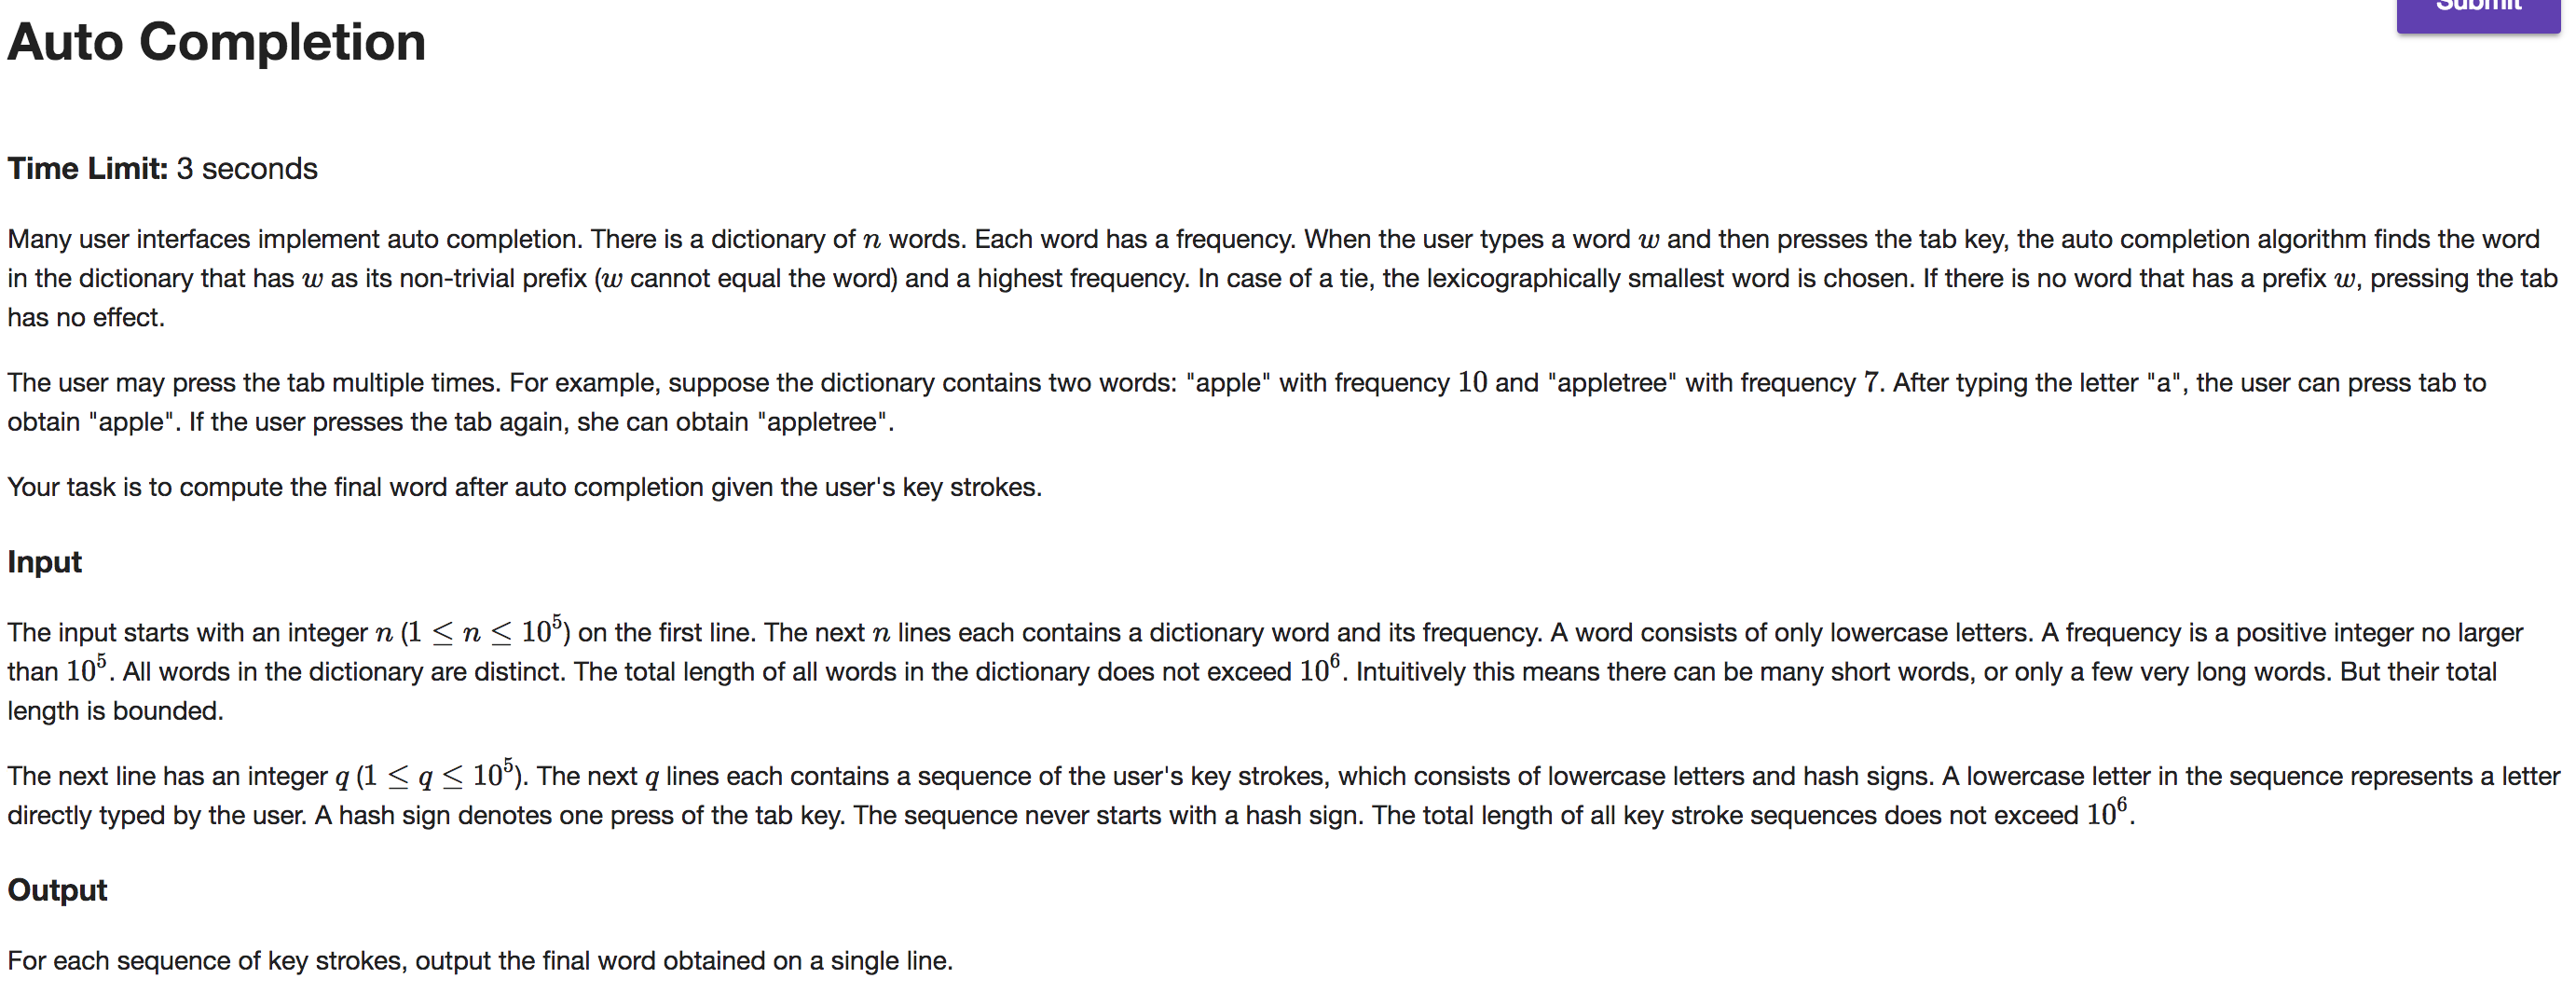 Submit
Auto Completion
Time Limit: 3 seconds
Many user interfaces implement auto completion. There is a dictionary of n words. Each word has a frequency. When the user types a word w and then presses the tab key, the auto completion algorithm finds the word
in the dictionary that has w as its non-trivial prefix (w cannot equal the word) and a highest frequency. In case of a tie, the lexicographically smallest word is chosen. If there is no word that has a prefix w, pressing the tab
has no effect.
The user may press the tab multiple times. For example, suppose the dictionary contains two words: "apple" with frequency 10 and "appletree" with frequency 7. After typing the letter "a", the user can press tab to
obtain "apple". If the user presses the tab again, she can obtain "appletree".
Your task is to compute the final word after auto completion given the user's key strokes.
Input
The input starts with an integer n (1 ≤ n ≤ 10⁵) on the first line. The next n lines each contains a dictionary word and its frequency. A word consists of only lowercase letters. A frequency is a positive integer no larger
than 10⁵. All words in the dictionary are distinct. The total length of all words in the dictionary does not exceed 10⁶. Intuitively this means there can be many short words, or only a few very long words. But their total
length is bounded.
The next line has an integer q (1 ≤ q ≤ 10⁵). The next q lines each contains a sequence of the user's key strokes, which consists of lowercase letters and hash signs. A lowercase letter in the sequence represents a letter
directly typed by the user. A hash sign denotes one press of the tab key. The sequence never starts with a hash sign. The total length of all key stroke sequences does not exceed 10⁶.
Output
For each sequence of key strokes, output the final word obtained on a single line.